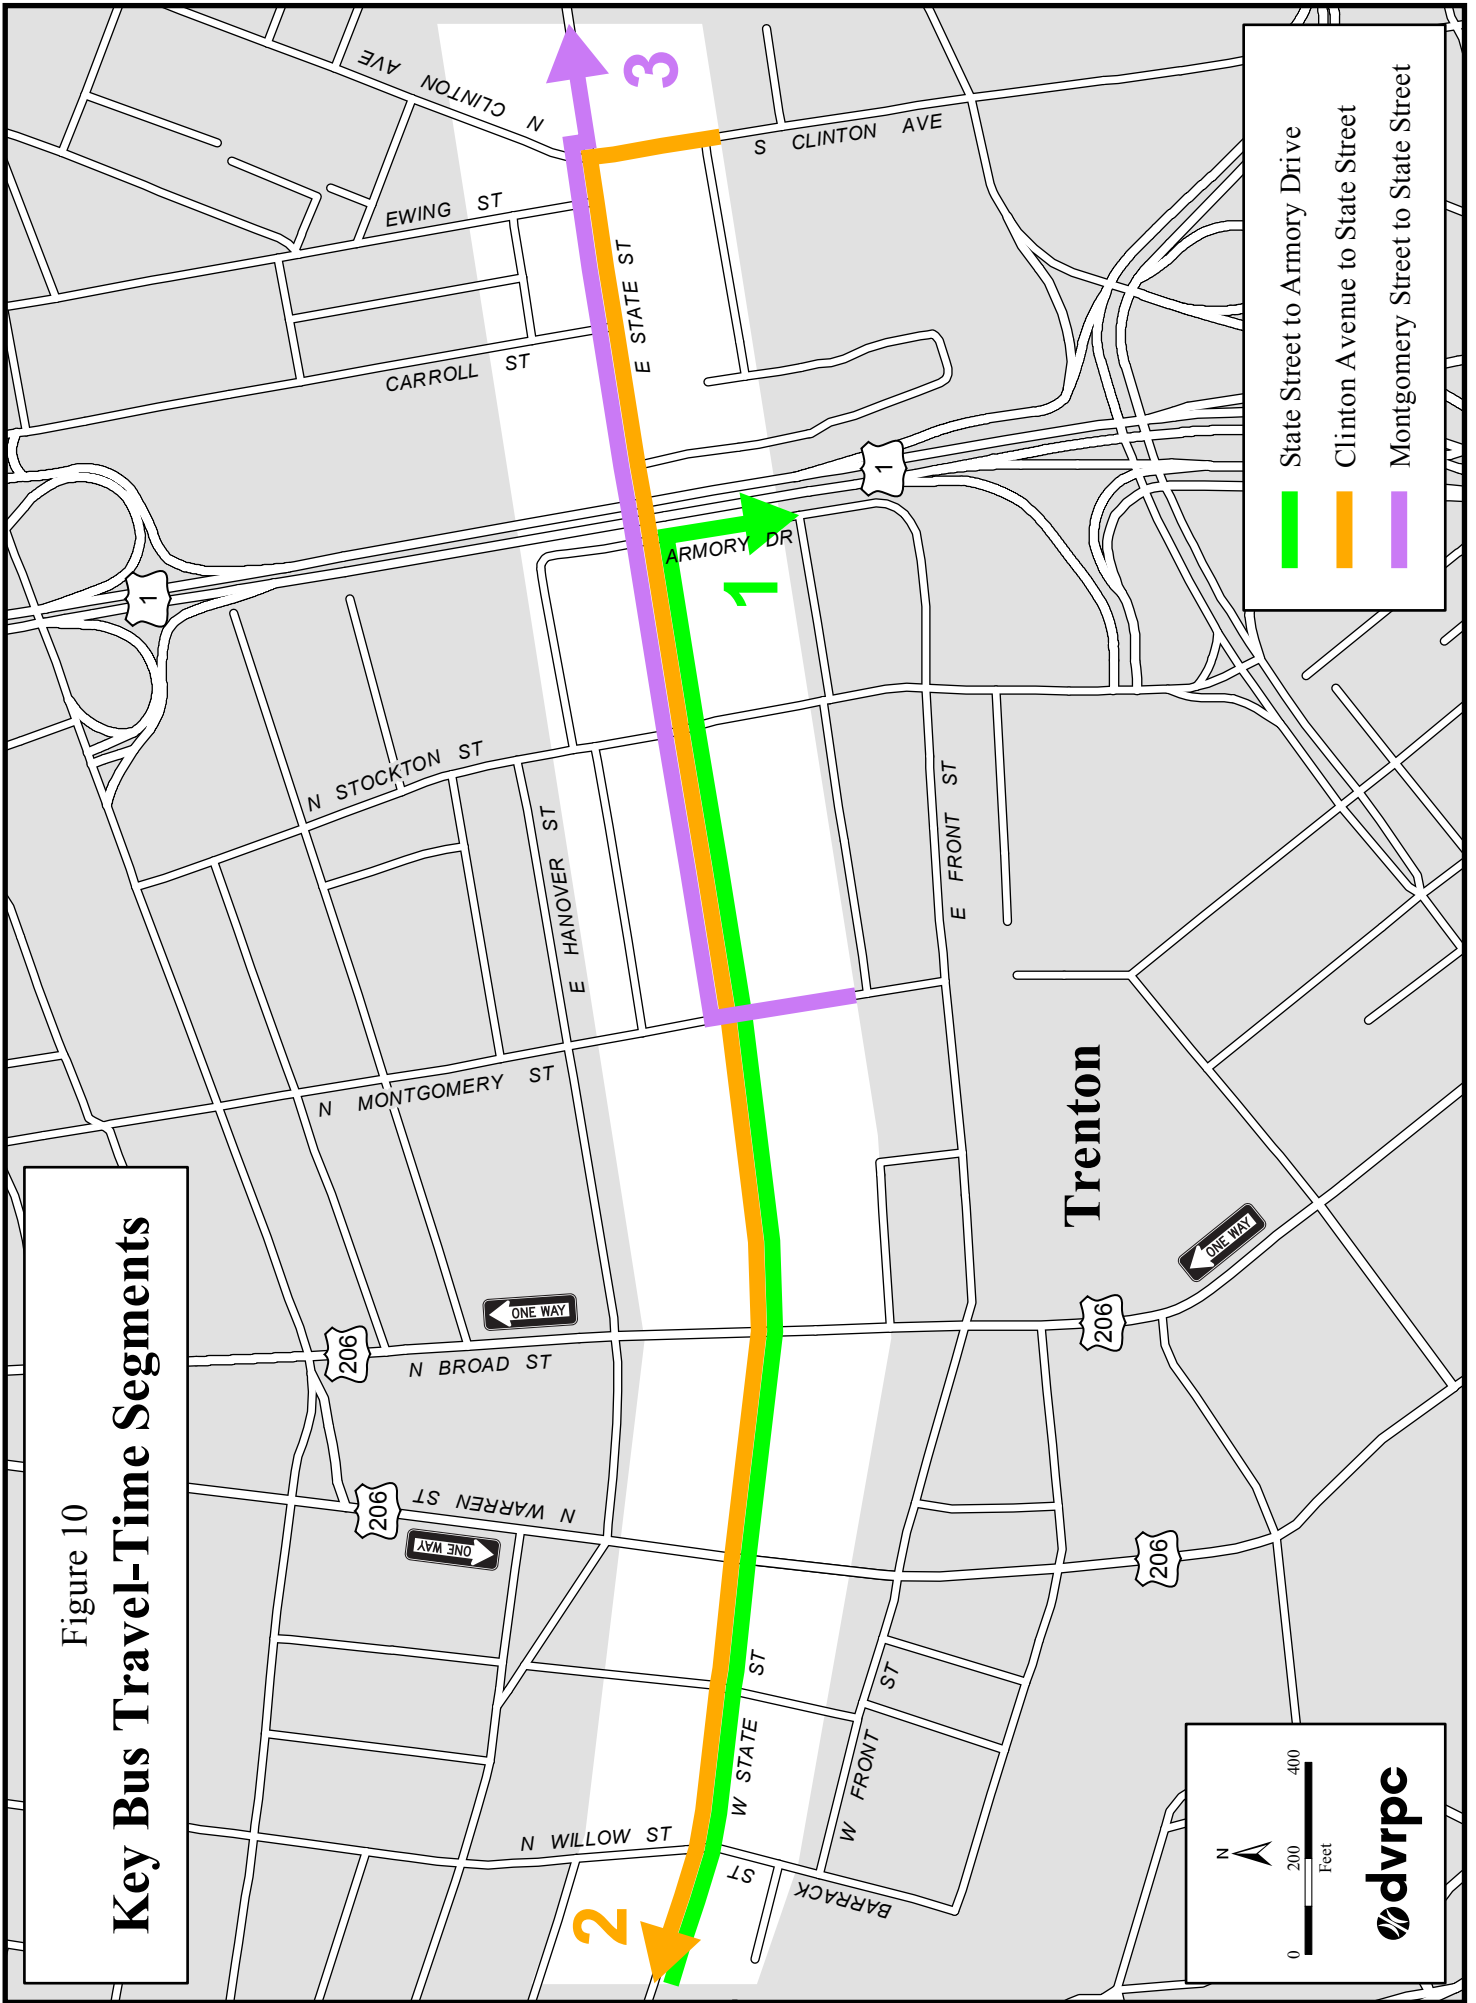 Figure 10
Key Bus Travel-Time Segments
N CLINTON AVE
3
S CLINTON AVE
EWING ST
E STATE ST
CARROLL ST
1
1
ARMORY DR
1
N STOCKTON ST
E HANOVER ST
E FRONT ST
N MONTGOMERY ST
Trenton
ONE WAY
ONE WAY
206
206
N BROAD ST
206
N WARREN ST
ONE WAY
206
W STATE ST
W FRONT ST
N WILLOW ST
BARRACK ST
2
State Street to Armory Drive
Clinton Avenue to State Street
Montgomery Street to State Street
N
0 200 400
Feet
dvrpc